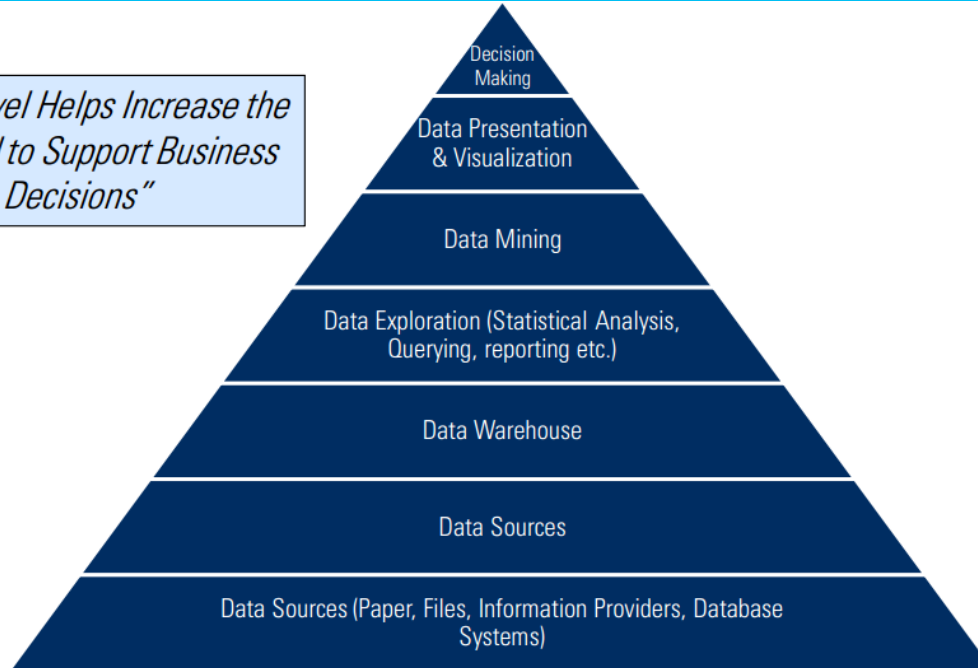 Decision
Making
vel Helps Increase the
to Support Business
Decisions”
Data Presentation
& Visualization
Data Mining
Data Exploration (Statistical Analysis,
Querying, reporting etc.)
Data Warehouse
Data Sources
Data Sources (Paper, Files, Information Providers, Database
Systems)